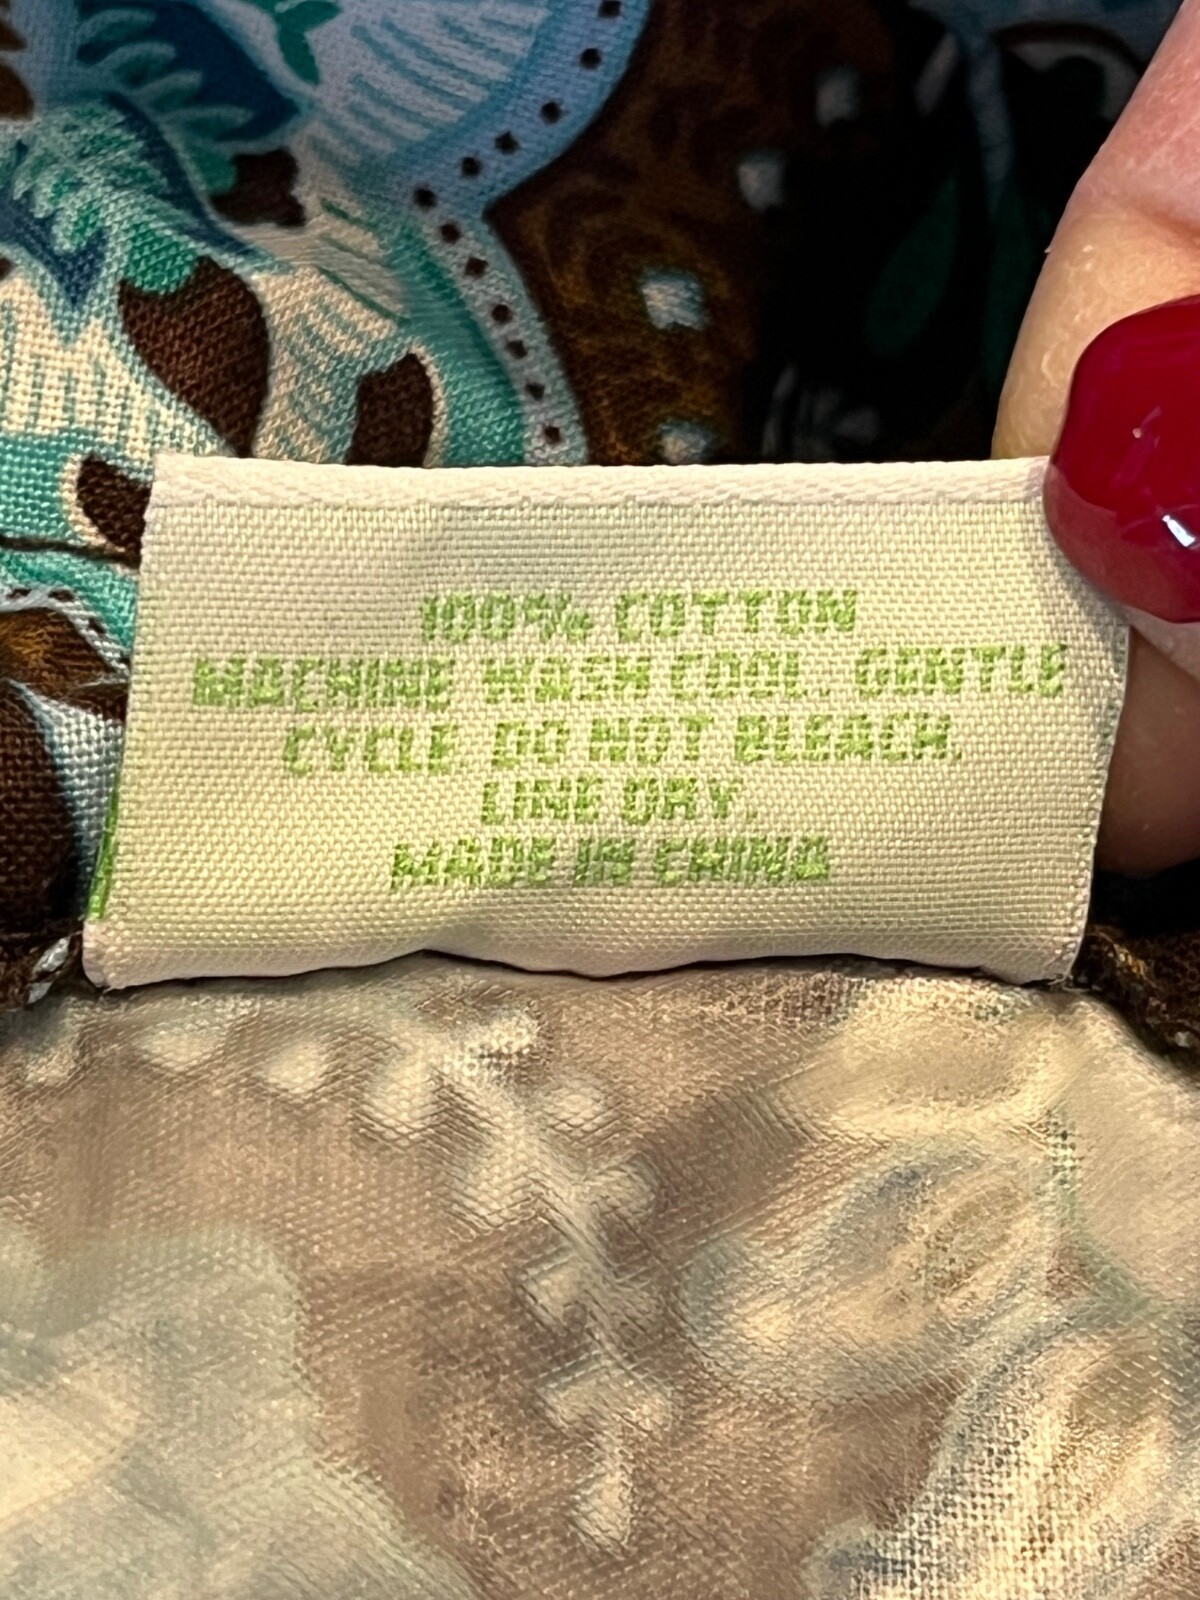 100% COTTON
MACHINE WASH COOL. GENTLE
CYCLE. DO NOT BLEACH.
LINE DRY.
MADE IN CHINA